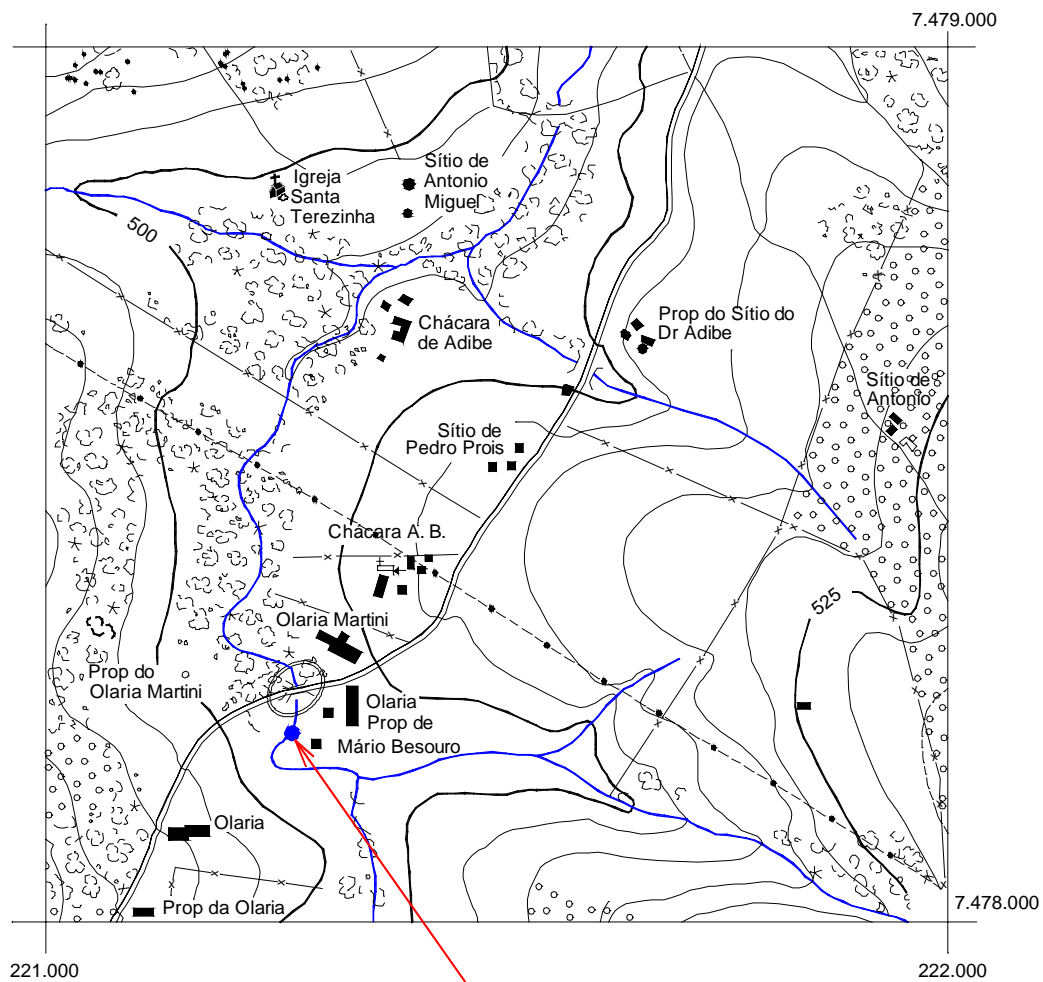 7.479.000
Igreja
Santa
Terezinha
Sítio de
Antonio
Miguel
500
Chácara
de Adibe
Prop do Sítio do
Dr Adibe
Sítio de
Antonio
Sítio de
Pedro Prois
Chácara A. B.
Olaria Martini
525
Prop do
Olaria Martini
Olaria
Prop de
Mário Besouro
Olaria
Prop da Olaria
7.478.000
221.000
222.000